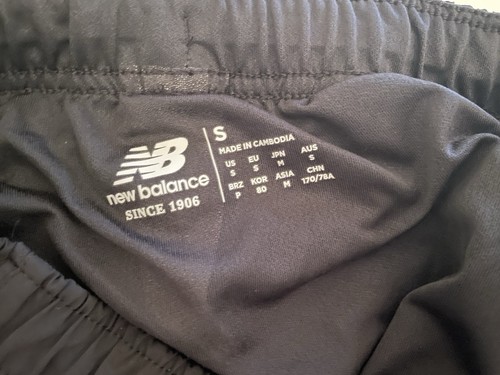 NB
new balance
SINCE 1906
S
MADE IN CAMBODIA
US EU JPN AUS
S S M S
BRZ KOR ASIA CHN
P 80 M 170/78A